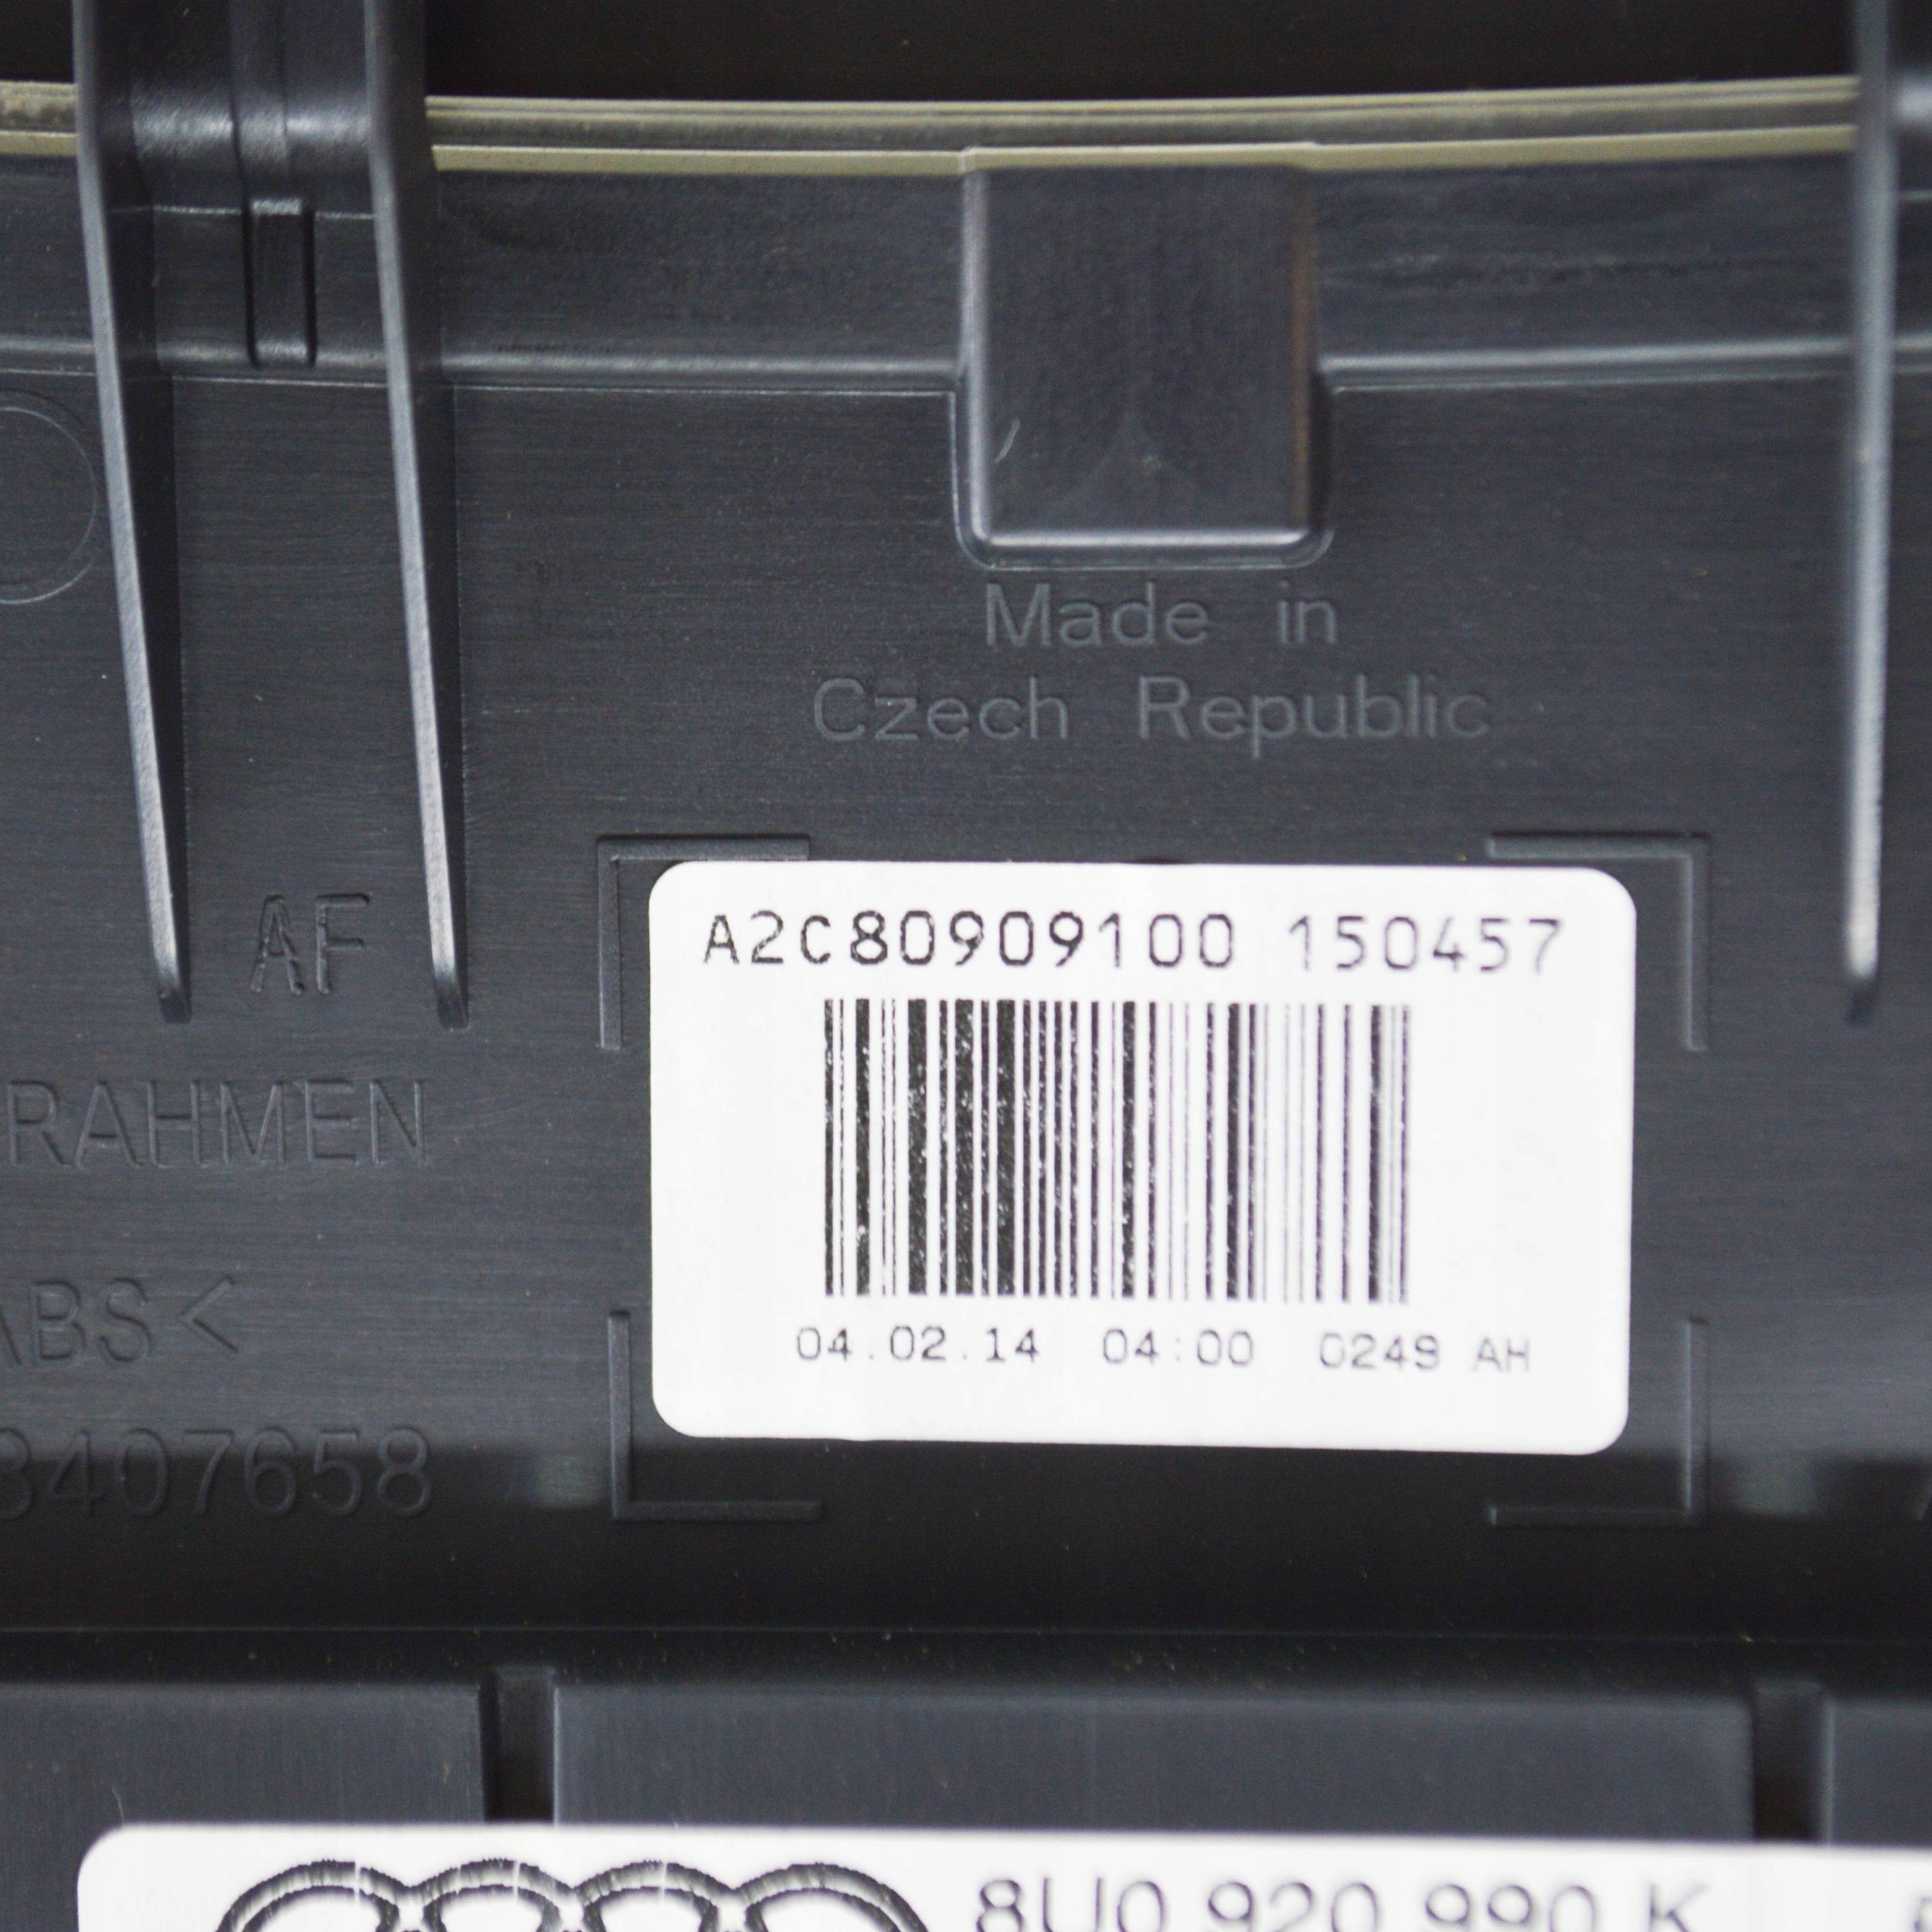 Made in
Czech Republic
AF
A2C80909100 150457
RAHMEN
ABS<
04.02.14 04:00 0249 AH
3407658
8U0 920 990 K